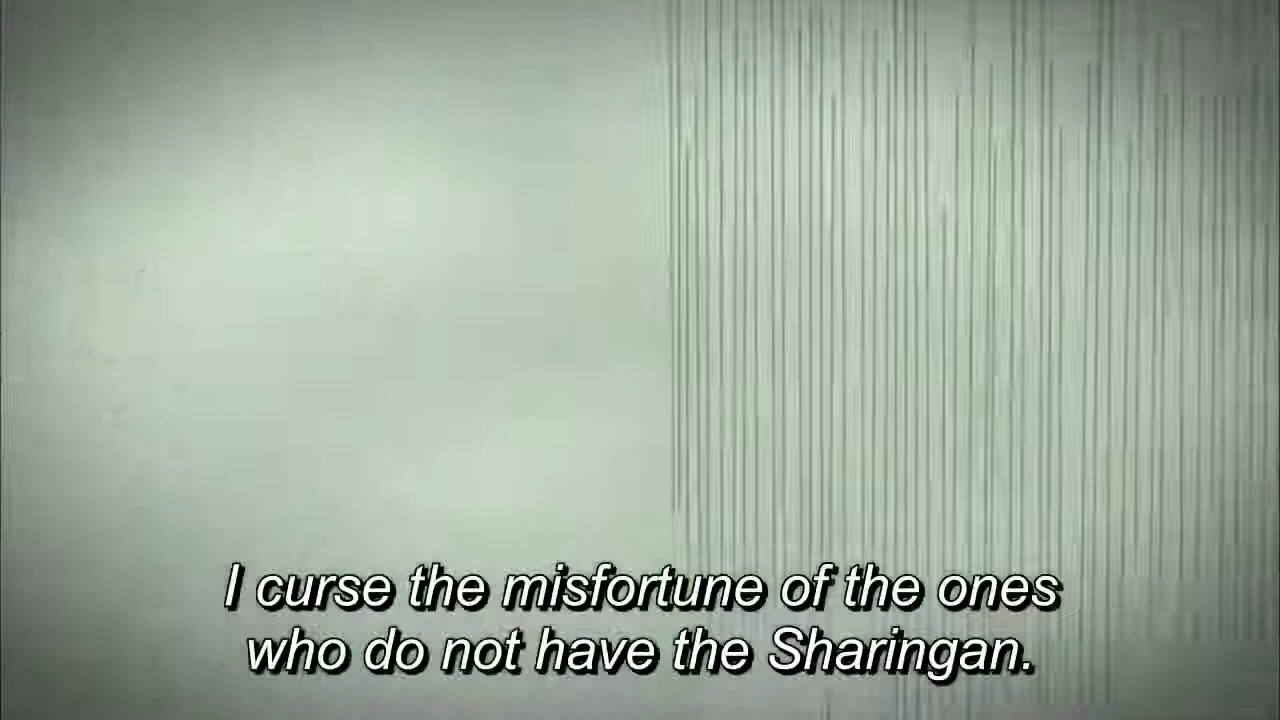 I curse the misfortune of the ones
who do not have the Sharingan.